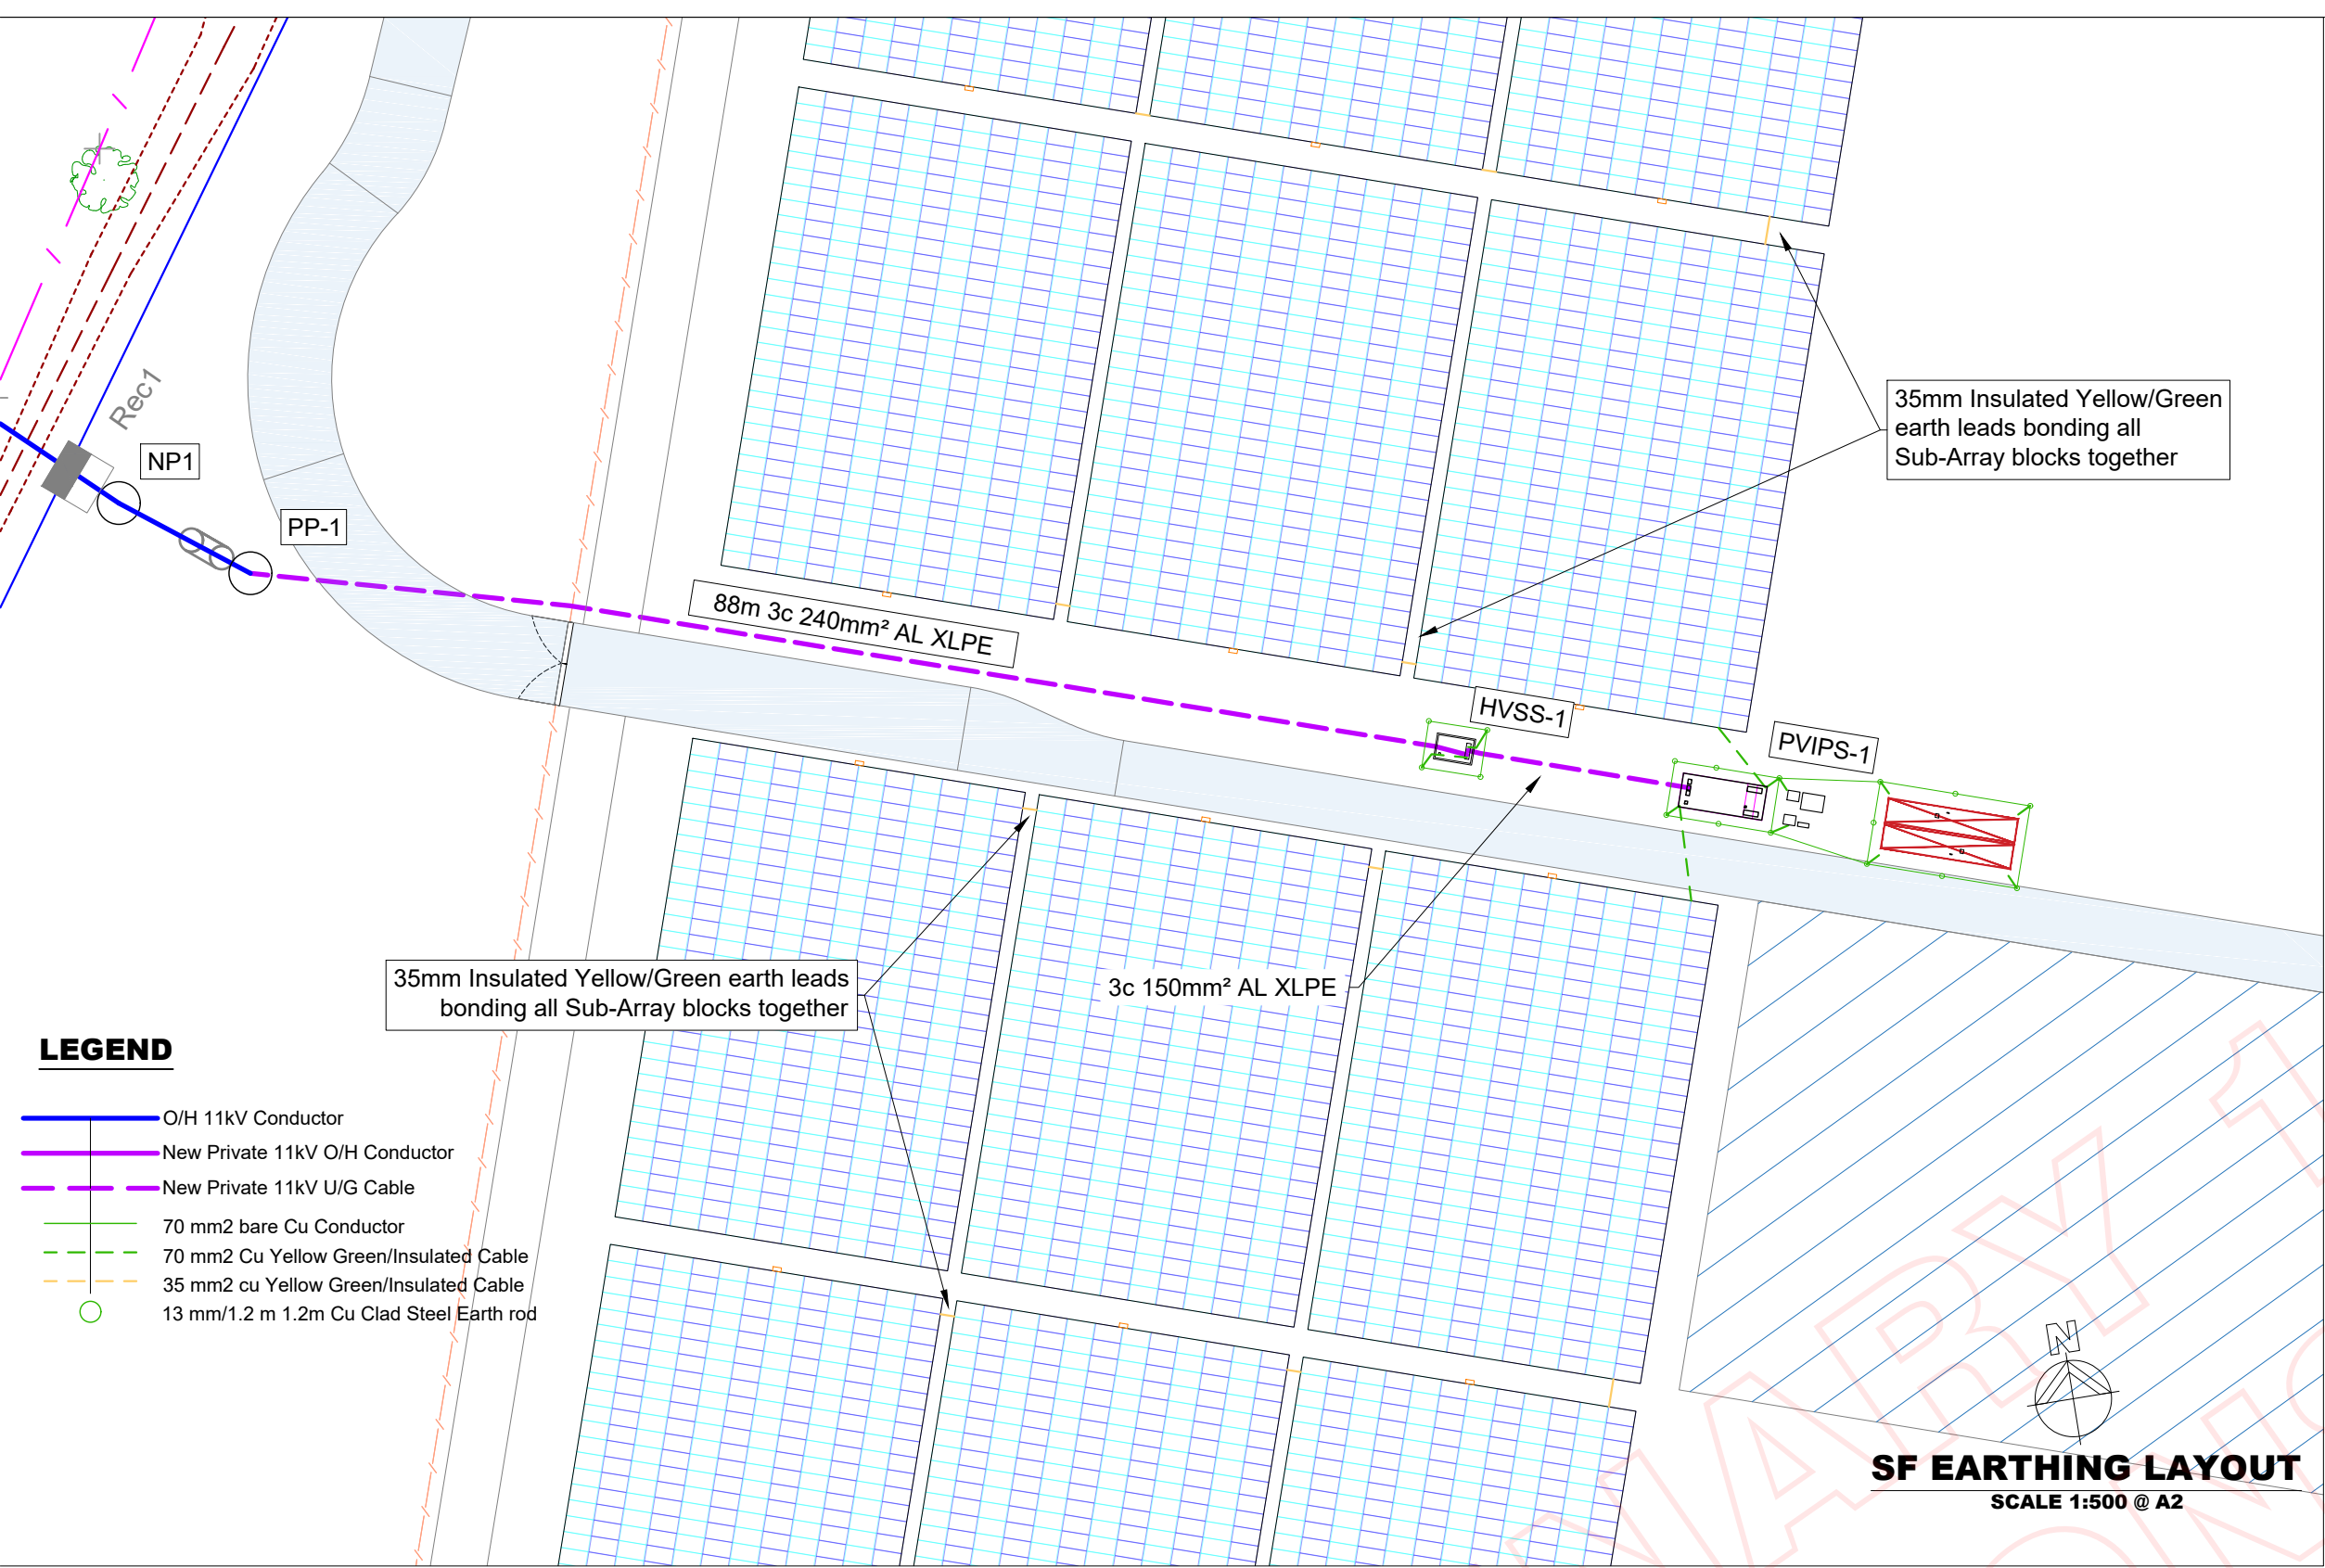 Rec1
NP1
PP-1
35mm Insulated Yellow/Green
earth leads bonding all
Sub-Array blocks together
88m 3c 240mm² AL XLPE
HVSS-1
PVIPS-1
35mm Insulated Yellow/Green earth leads
bonding all Sub-Array blocks together
3c 150mm² AL XLPE
LEGEND
O/H 11kV Conductor
New Private 11kV O/H Conductor
New Private 11kV U/G Cable
70 mm2 bare Cu Conductor
70 mm2 Cu Yellow Green/Insulated Cable
35 mm2 cu Yellow Green/Insulated Cable
13 mm/1.2 m 1.2m Cu Clad Steel Earth rod
N
SF EARTHING LAYOUT
SCALE 1:500 @ A2